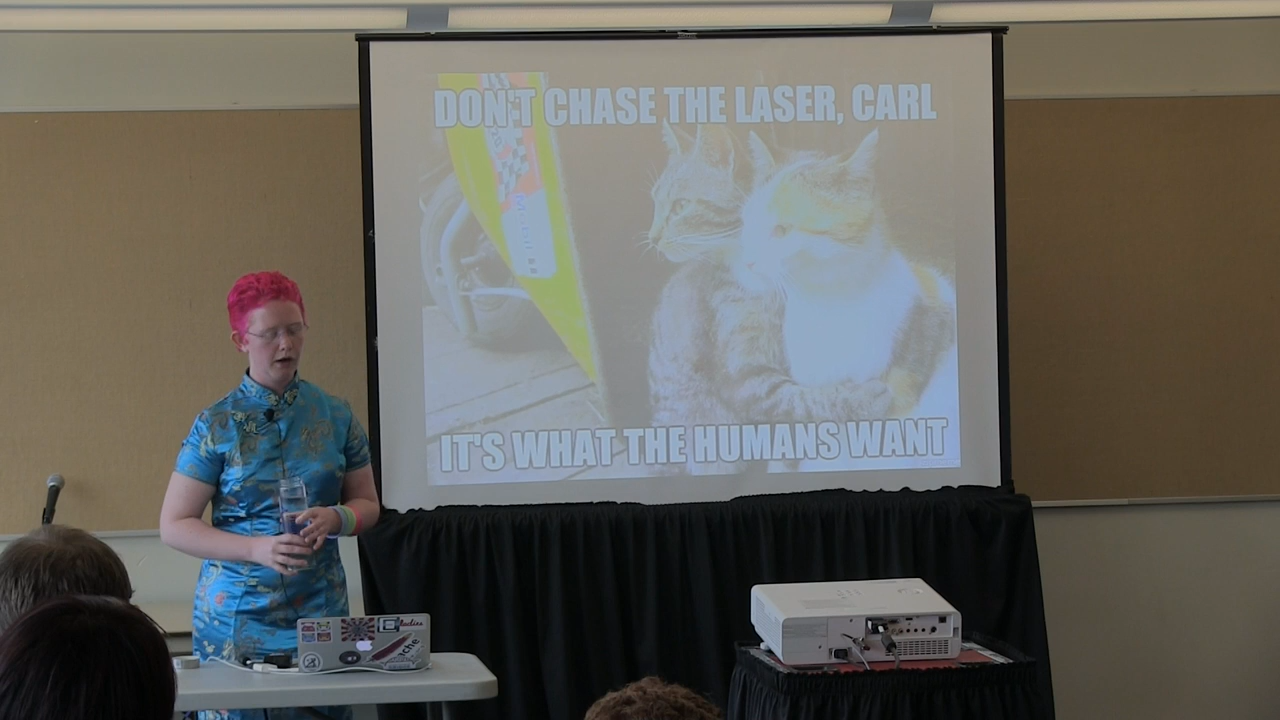 DON'T CHASE THE LASER, CARL
IT'S WHAT THE HUMANS WANT